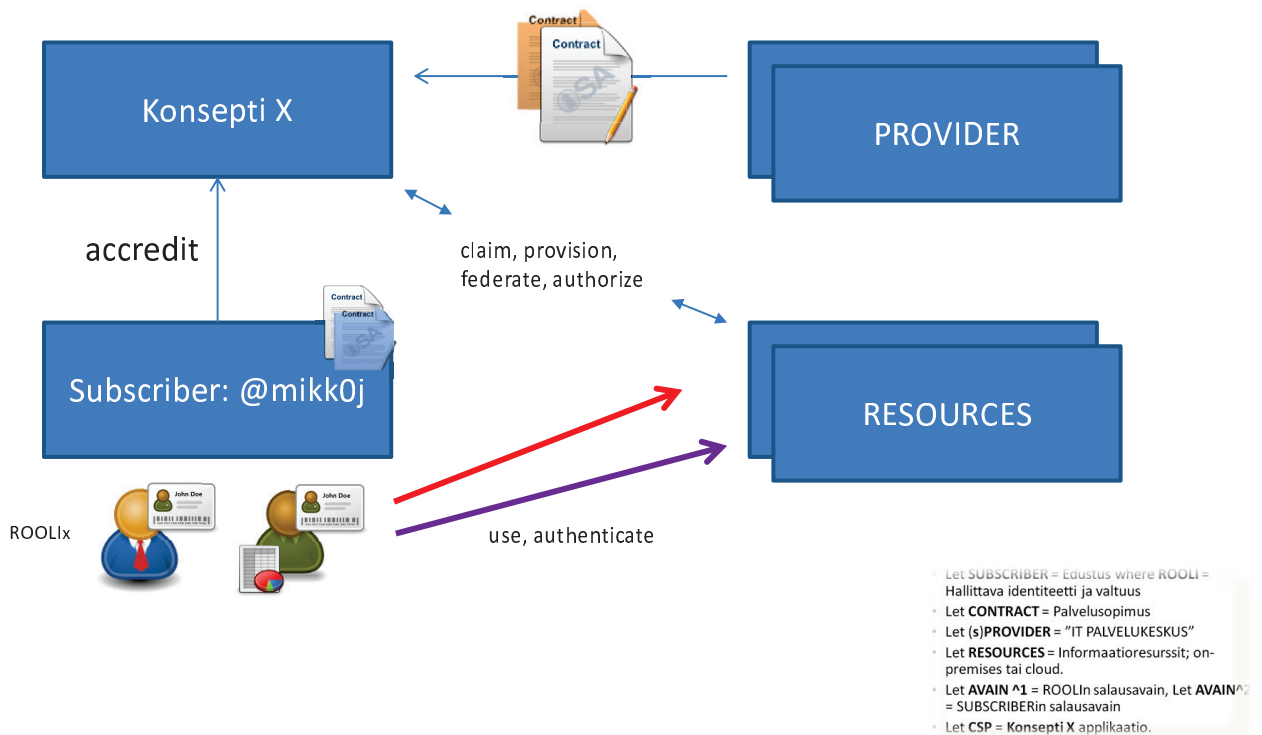 Contract
Contract
Konsepti X
PROVIDER
accredit
claim, provision,
federate, authorize
Contract
Contract
Subscriber: @mikk0j
RESOURCES
John Doe
John Doe
ROOLIx
use, authenticate
Let SUBSCRIBER = Edustus where ROOLI =
Hallittava identiteetti ja valtuus
Let CONTRACT = Palvelusopimus
Let (s)PROVIDER = ”IT PALVELUKESKUS”
Let RESOURCES = Informaatioresurssit; on-
premises tai cloud.
Let AVAIN ^1 = ROOLIn salausavain, Let AVAIN^2
= SUBSCRIBERin salausavain
Let CSP = Konsepti X applikaatio.